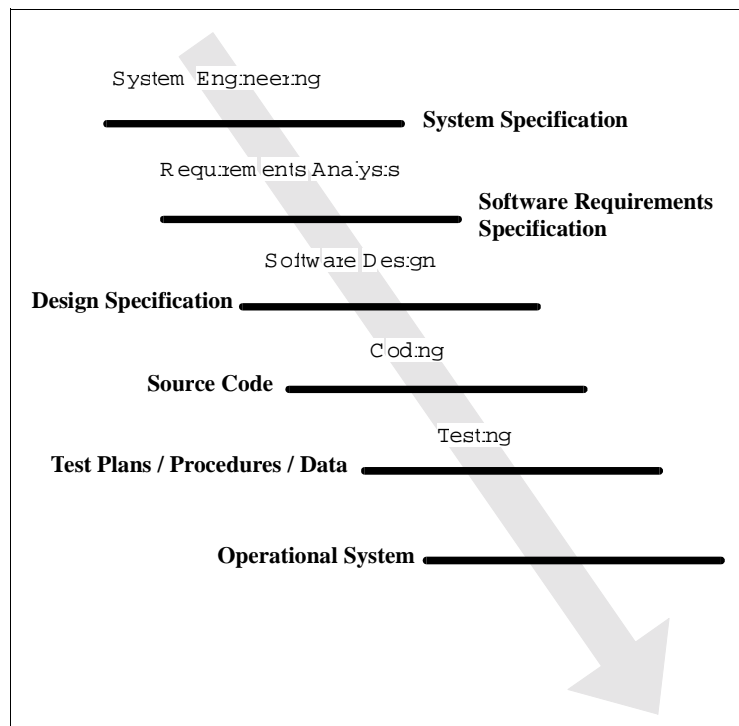 System Engineering
System Specification
Requirements Analysis
Software Requirements
Specification
Software Design
Design Specification
Coding
Source Code
Testing
Test Plans / Procedures / Data
Operational System